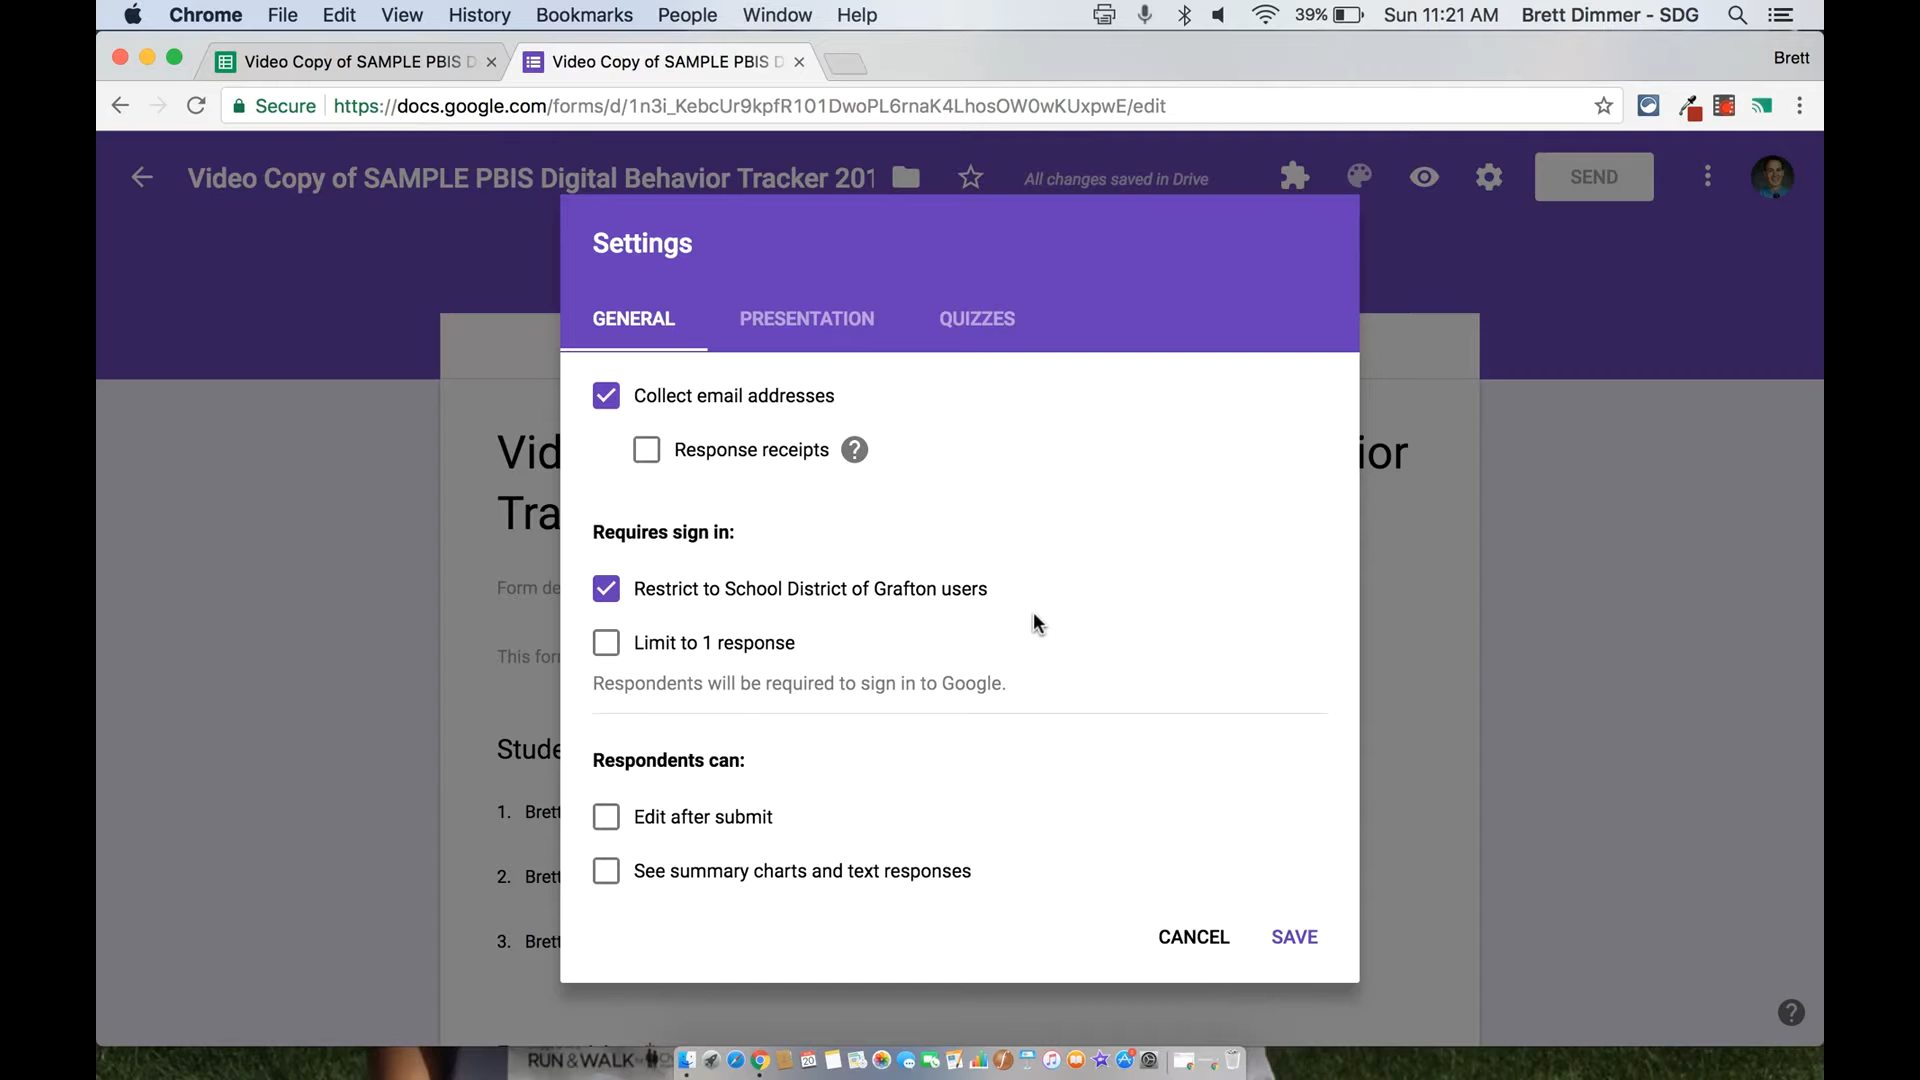 Chrome File Edit View History Bookmarks People Window Help 39% Sun 11:21 AM Brett Dimmer - SDG
Video Copy of SAMPLE PBIS D Video Copy of SAMPLE PBIS D Brett
Secure https://docs.google.com/forms/d/1n3i_KebcUr9kpfR101DwoPL6rnaK4LhosOW0wKUxpwE/edit
Video Copy of SAMPLE PBIS Digital Behavior Tracker 201 All changes saved in Drive SEND
Settings
GENERAL PRESENTATION QUIZZES
Collect email addresses
Vid ior
Response receipts ?
Tra
Requires sign in:
Form de
Restrict to School District of Grafton users
Limit to 1 response
This for
Respondents will be required to sign in to Google.
Stude
Respondents can:
1. Brett
Edit after submit
2. Brett
See summary charts and text responses
3. Brett
CANCEL SAVE
?
RUN & WALK
20